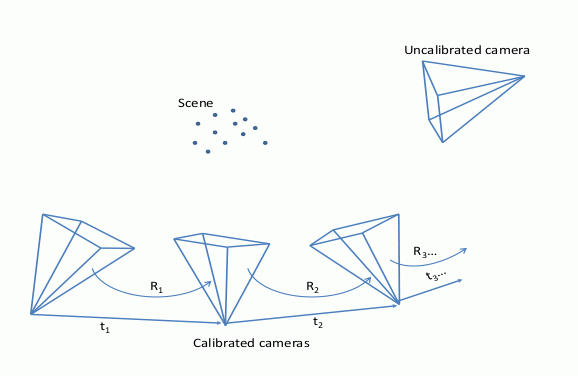 Uncalibrated camera
Scene
R3...
t3...
R1
R2
t1
t2
Calibrated cameras